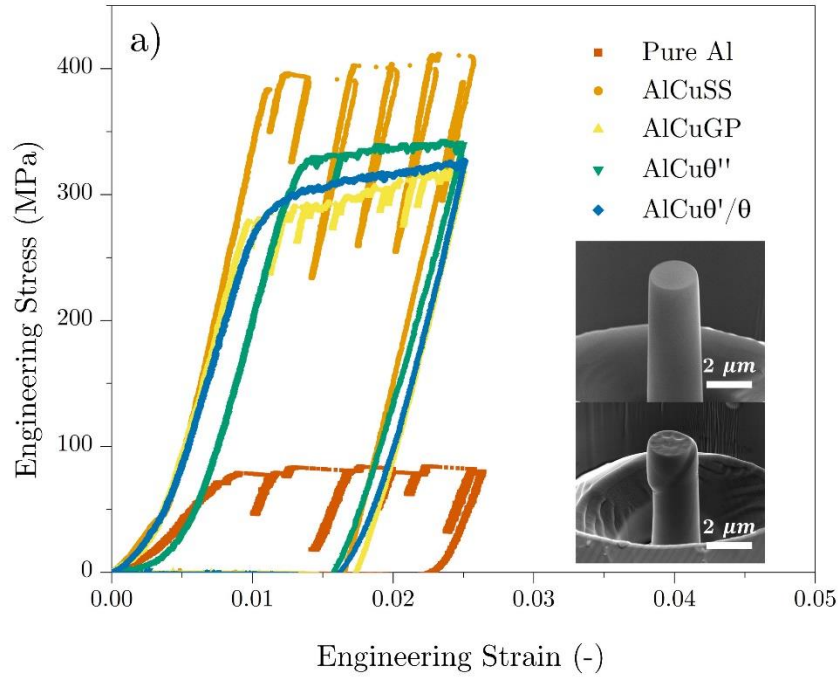 a)
Pure Al
AlCuSS
AlCuGP
AlCuθ''
AlCuθ'/θ
2 μm
2 μm
Engineering Stress (MPa)
400
300
200
100
0
0.00 0.01 0.02 0.03 0.04 0.05
Engineering Strain (-)